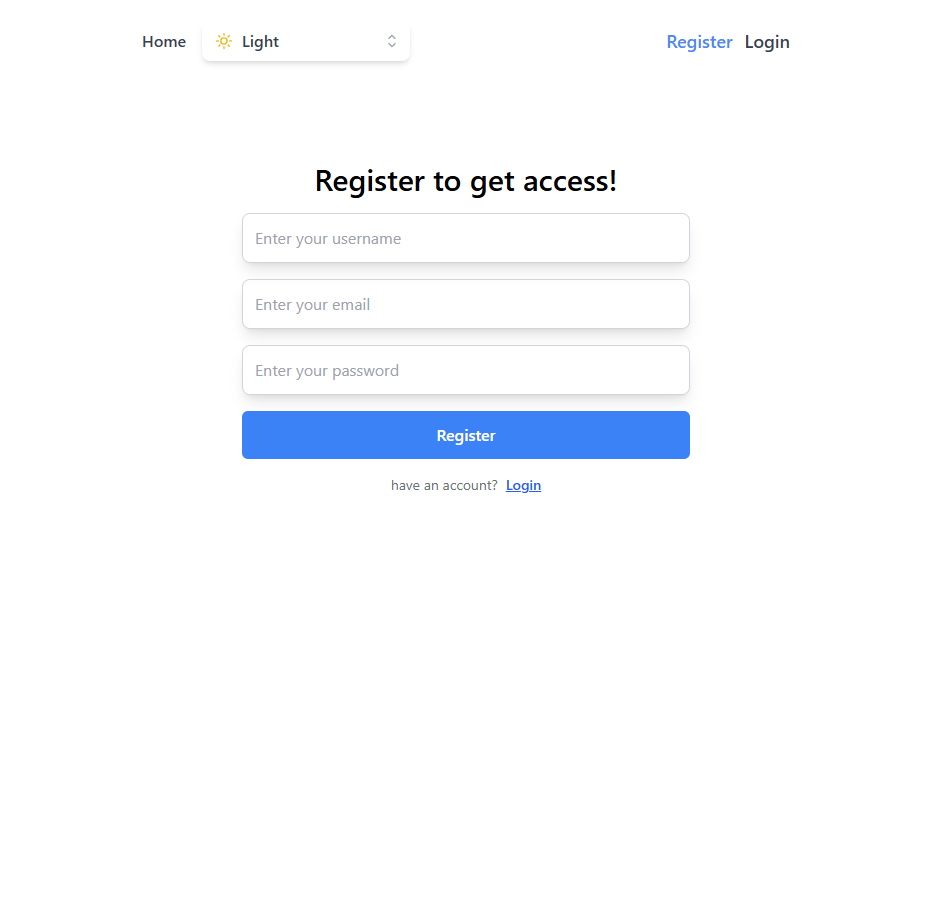 Home Light Register Login
Register to get access!
Enter your username
Enter your email
Enter your password
Register
have an account? Login